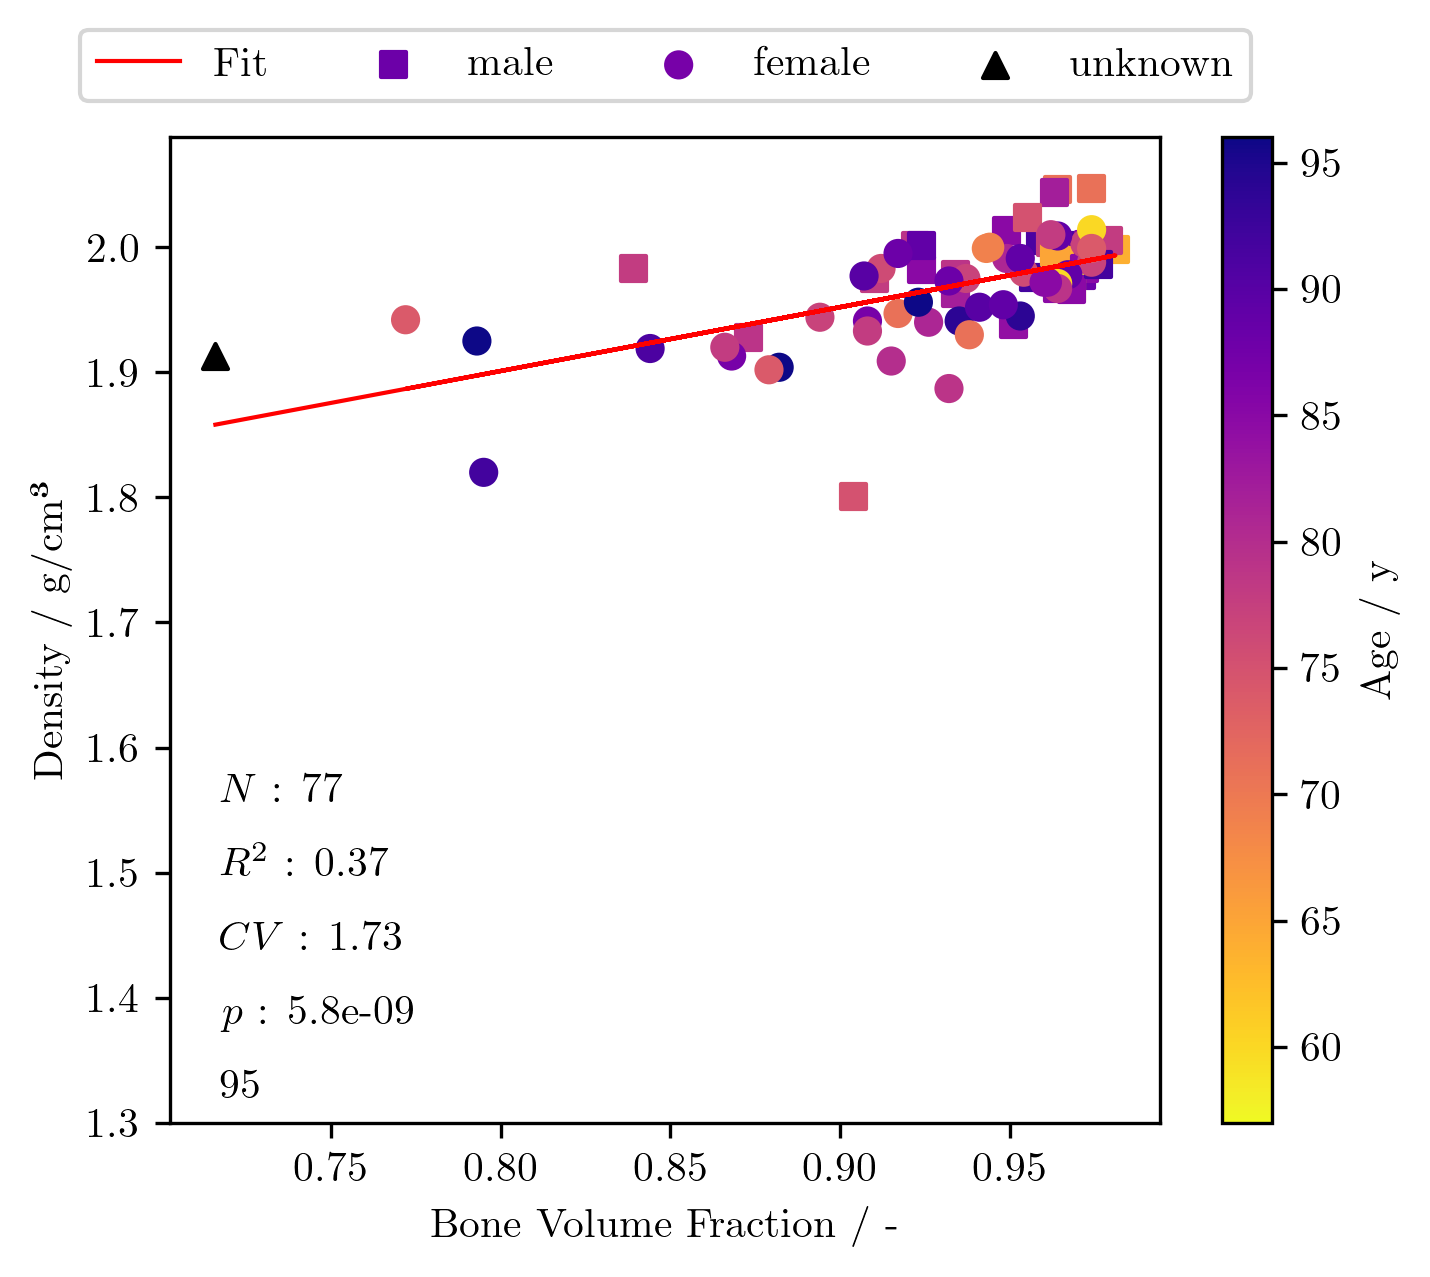 Fit male female unknown
2.0
1.9
1.8
1.7
1.6
1.5
1.4
1.3
Density / g/cm³
N : 77
R² : 0.37
CV : 1.73
p : 5.8e-09
95
0.75 0.80 0.85 0.90 0.95
Bone Volume Fraction / -
95
90
85
80
75
70
65
60
Age / y